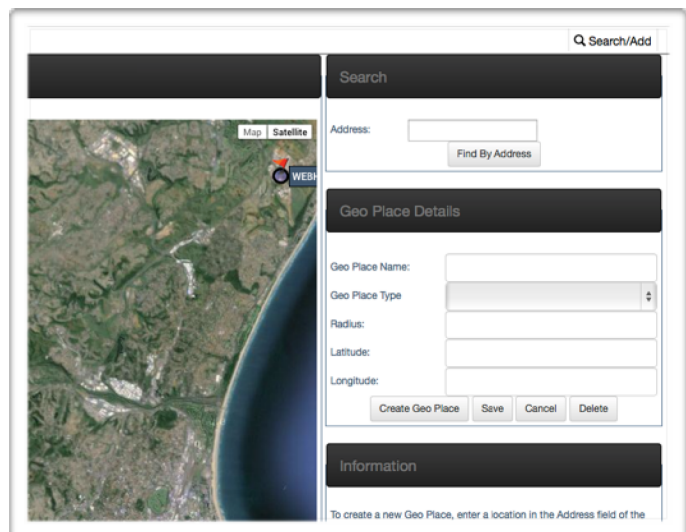 Search/Add
Search
Map Satellite
WEBH
Address:
Find By Address
Geo Place Details
Geo Place Name:
Geo Place Type
Radius:
Latitude:
Longitude:
Create Geo Place Save Cancel Delete
Information
To create a new Geo Place, enter a location in the Address field of the